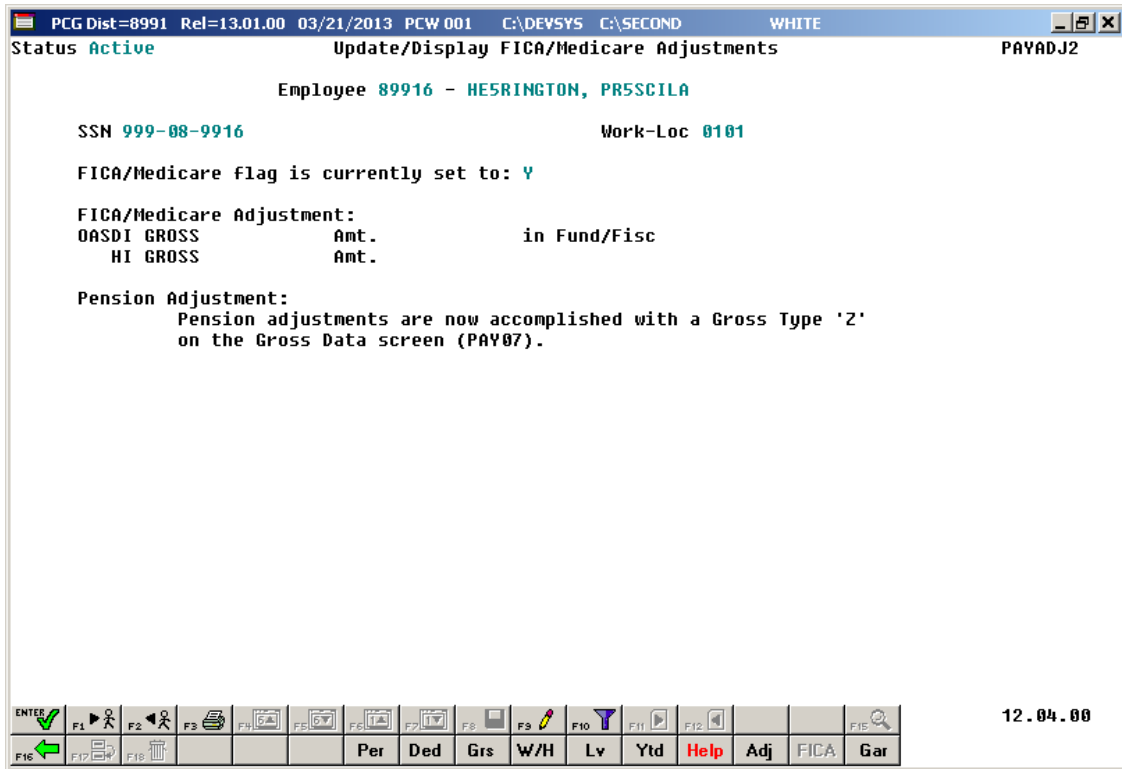 PCG Dist=8991 Rel=13.01.00 03/21/2013 PCW 001 C:\DEVSYS C:\SECOND WHITE
Status Active Update/Display FICA/Medicare Adjustments PAYADJ2
Employee 89916 - HE5RINGTON, PR5SCILA
SSN 999-08-9916 Work-Loc 0101
FICA/Medicare flag is currently set to: Y
FICA/Medicare Adjustment:
OASDI GROSS Amt. in Fund/Fisc
HI GROSS Amt.
Pension Adjustment:
Pension adjustments are now accomplished with a Gross Type 'Z'
on the Gross Data screen (PAY07).
ENTER F1 F2 F3 F4 F5 F6 F7 F8 F9 F10 F11 F12 F15 12.04.00
F16 F17 F18 Per Ded Grs W/H Lv Ytd Help Adj FICA Gar